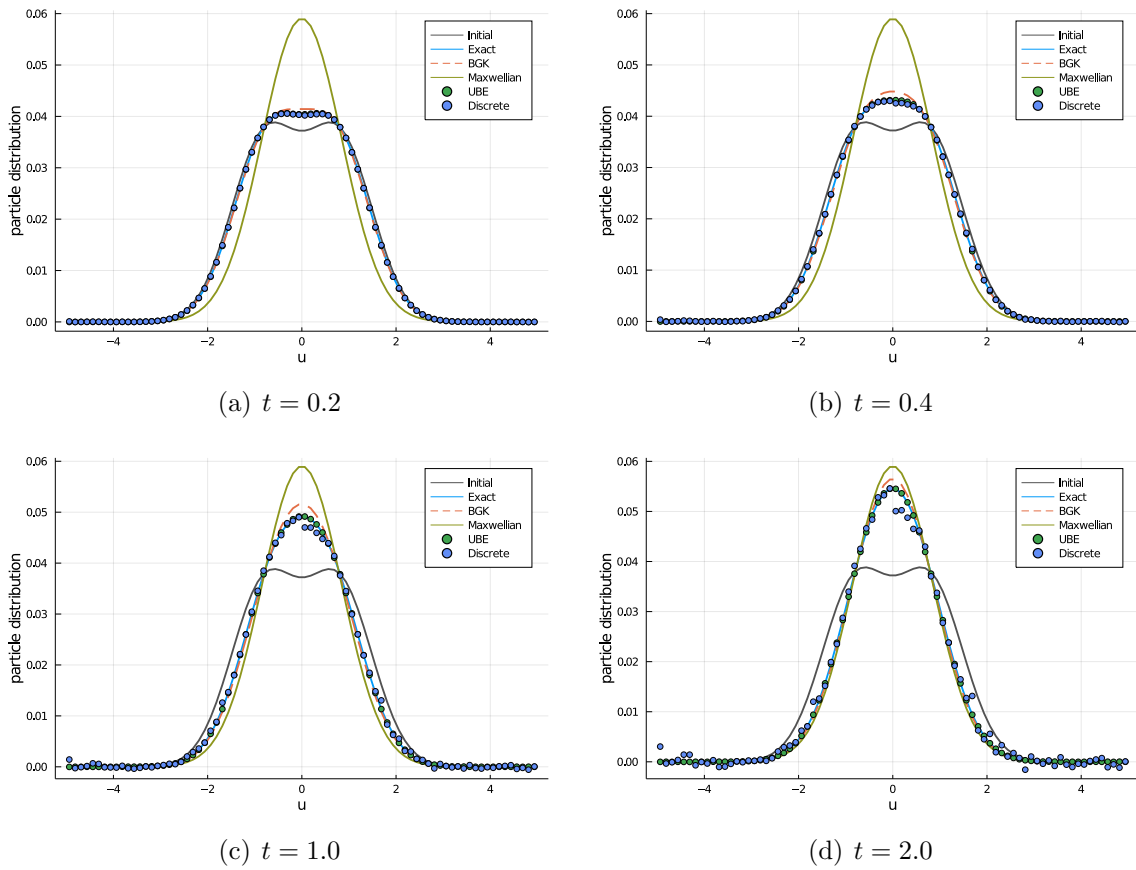 0.06
0.05
0.04
0.03
0.02
0.01
0.00
particle distribution
−4
−2
0
2
4
u
Initial
Exact
BGK
Maxwellian
UBE
Discrete
(a) t = 0.2
0.06
0.05
0.04
0.03
0.02
0.01
0.00
particle distribution
−4
−2
0
2
4
u
Initial
Exact
BGK
Maxwellian
UBE
Discrete
(b) t = 0.4
0.06
0.05
0.04
0.03
0.02
0.01
0.00
particle distribution
−4
−2
0
2
4
u
Initial
Exact
BGK
Maxwellian
UBE
Discrete
(c) t = 1.0
0.06
0.05
0.04
0.03
0.02
0.01
0.00
particle distribution
−4
−2
0
2
4
u
Initial
Exact
BGK
Maxwellian
UBE
Discrete
(d) t = 2.0